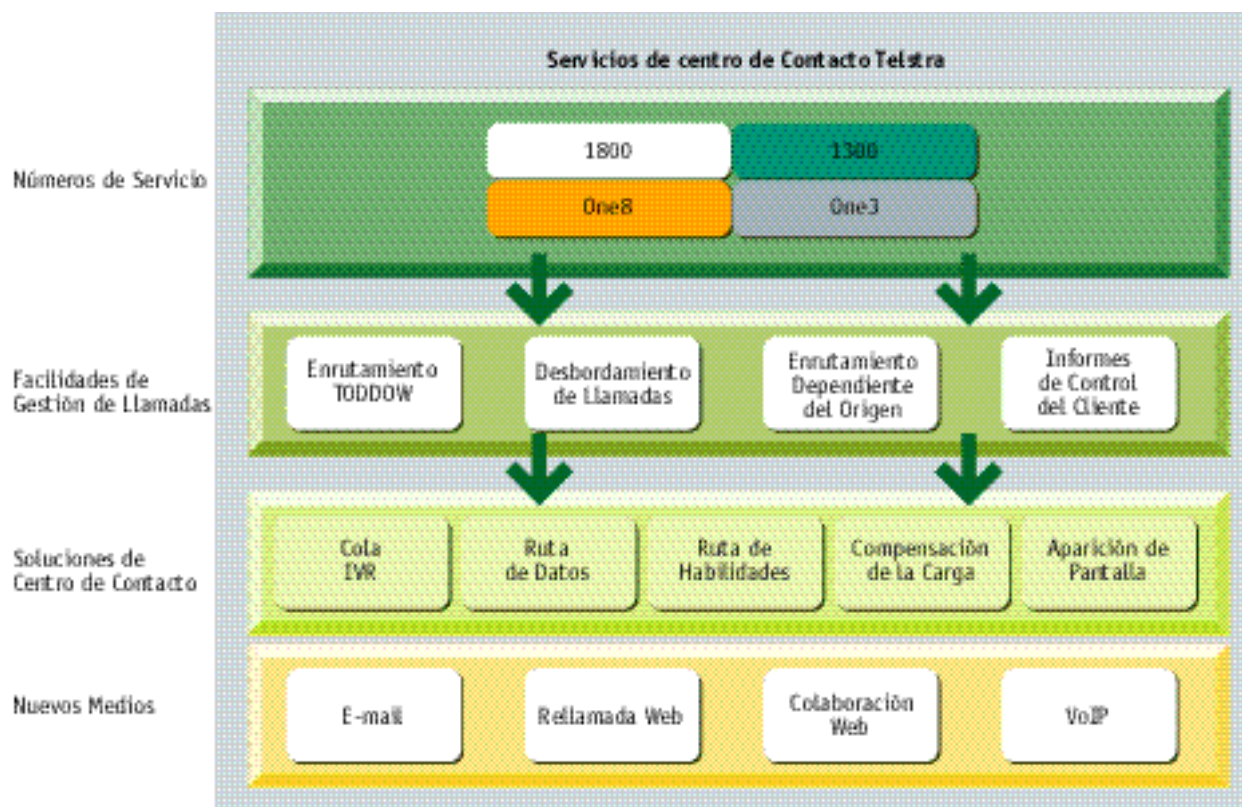 Servicios de centro de Contacto Telstra
Números de Servicio
1800
1300
One8
One3
Facilidades de
Gestión de Llamadas
Enrutamiento
TODDOW
Desbordamiento
de Llamadas
Enrutamiento
Dependiente
del Origen
Informes
de Control
del Cliente
Soluciones de
Centro de Contacto
Cola
IVR
Ruta
de Datos
Ruta de
Habilidades
Compensación
de la Carga
Aparición de
Pantalla
Nuevos Medios
E-mail
Rellamada Web
Colaboración
Web
VoIP